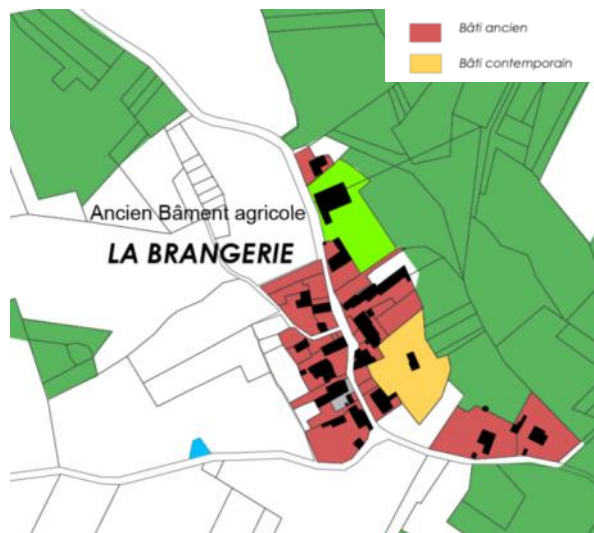 Bâti ancien
Bâti contemporain
Ancien Bâment agricole
LA BRANGERIE